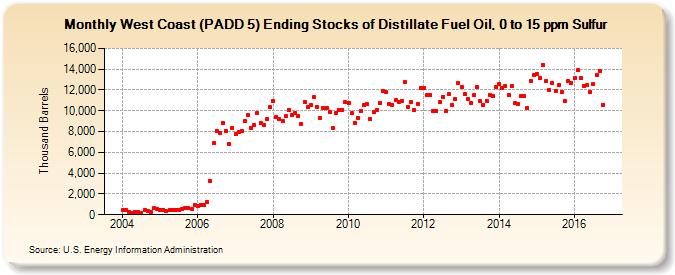 Monthly West Coast (PADD 5) Ending Stocks of Distillate Fuel Oil, 0 to 15 ppm Sulfur
Thousand Barrels
16,000
14,000
12,000
10,000
8,000
6,000
4,000
2,000
0
2004 2006 2008 2010 2012 2014 2016
Source: U.S. Energy Information Administration